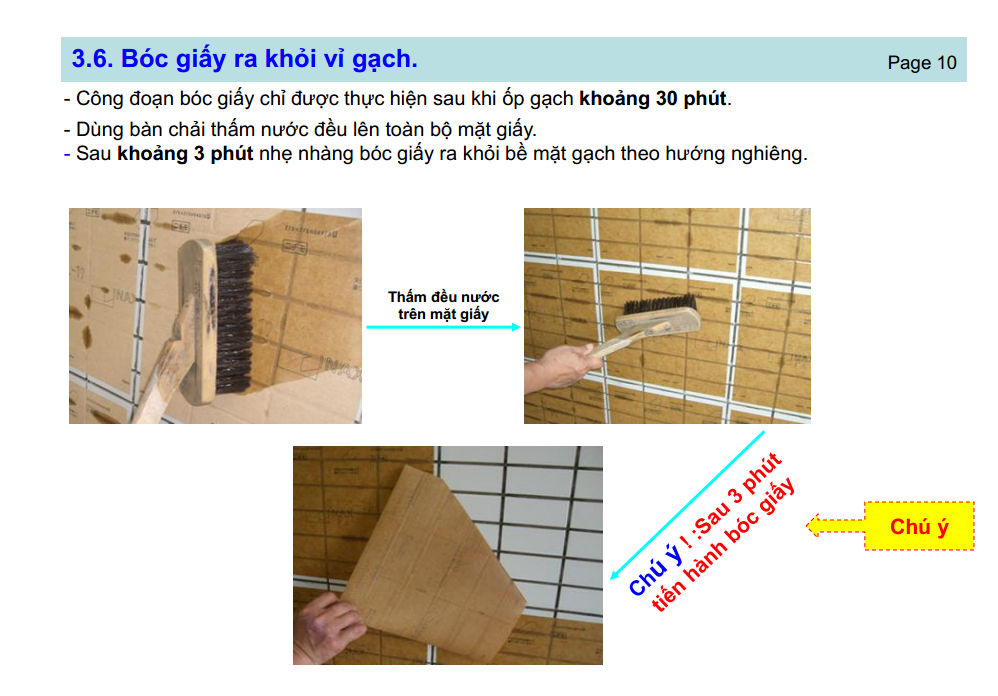 3.6. Bóc giấy ra khỏi vỉ gạch.
Page 10
- Công đoạn bóc giấy chỉ được thực hiện sau khi ốp gạch khoảng 30 phút.
- Dùng bàn chải thấm nước đều lên toàn bộ mặt giấy.
- Sau khoảng 3 phút nhẹ nhàng bóc giấy ra khỏi bề mặt gạch theo hướng nghiêng.
Thấm đều nước
trên mặt giấy
Chú ý ! :Sau 3 phút
tiến hành bóc giấy
Chú ý
INAX